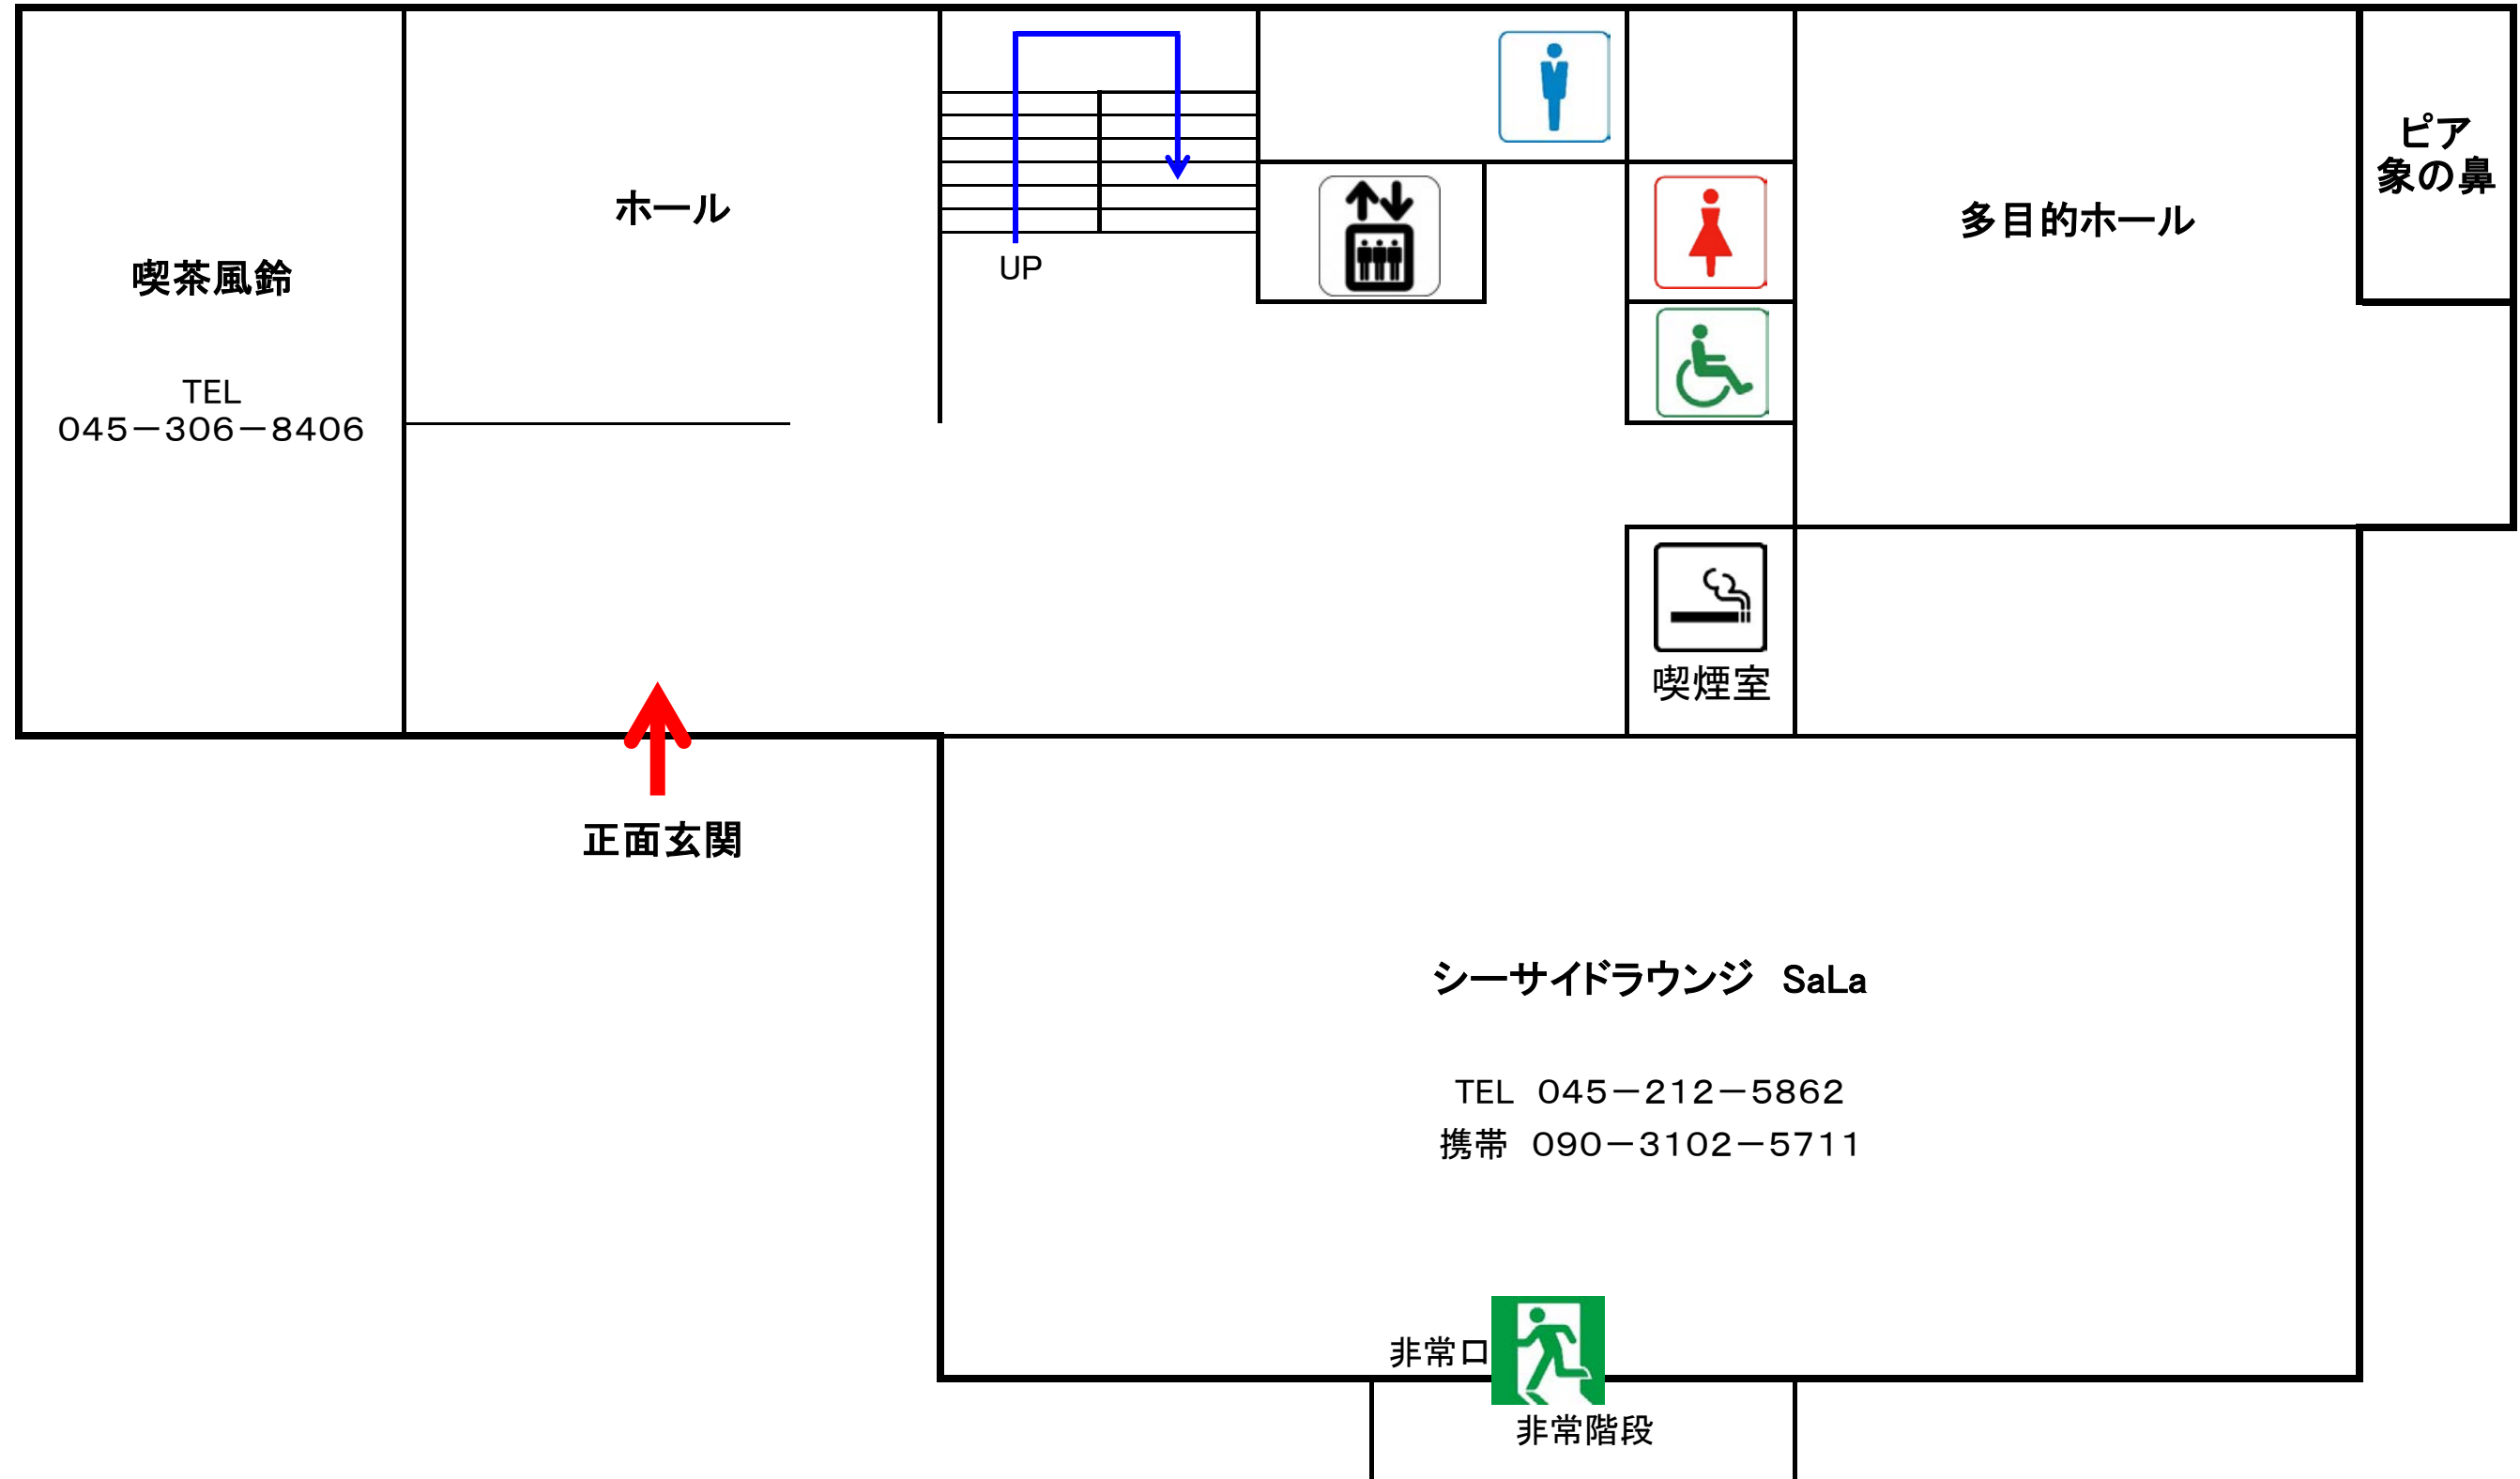 喫茶風鈴
TEL
045－306－8406
ホール
UP
多目的ホール
ピア
象の鼻
喫煙室
正面玄関
シーサイドラウンジ　SaLa
TEL　045－212－5862
携帯　090－3102－5711
非常口
非常階段